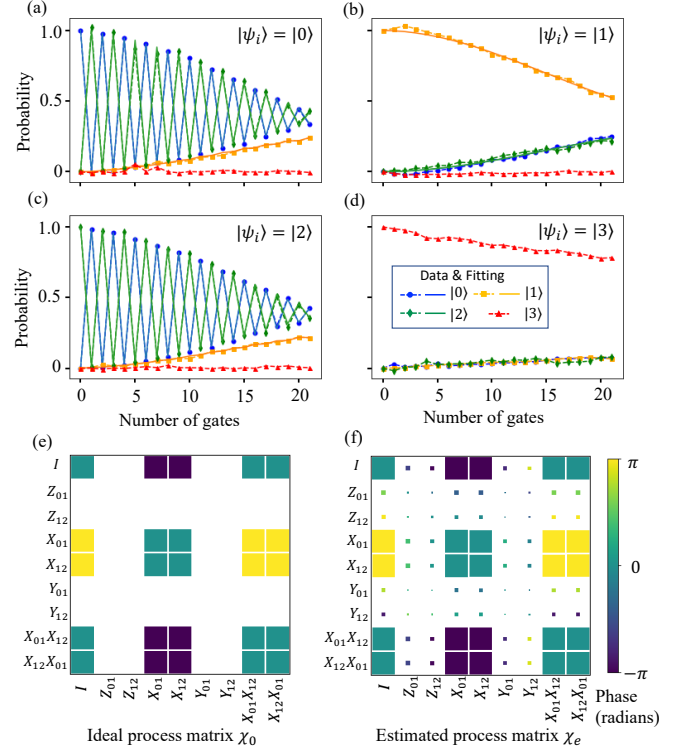 (a)
(b)
|ψᵢ⟩ = |0⟩
|ψᵢ⟩ = |1⟩
Probability
1.0
0.5
0
(c)
(d)
|ψᵢ⟩ = |2⟩
|ψᵢ⟩ = |3⟩
Probability
1.0
0.5
0
Data & Fitting
|0⟩ |1⟩
|2⟩ |3⟩
0 5 10 15 20
0 5 10 15 20
Number of gates
Number of gates
(e)
(f)
I
Z₀₁
Z₁₂
X₀₁
X₁₂
Y₀₁
Y₁₂
X₀₁X₁₂
X₁₂X₀₁
I Z₀₁ Z₁₂ X₀₁ X₁₂ Y₀₁ Y₁₂ X₀₁X₁₂ X₁₂X₀₁
Ideal process matrix χ₀
I
Z₀₁
Z₁₂
X₀₁
X₁₂
Y₀₁
Y₁₂
X₀₁X₁₂
X₁₂X₀₁
I Z₀₁ Z₁₂ X₀₁ X₁₂ Y₀₁ Y₁₂ X₀₁X₁₂ X₁₂X₀₁
Estimated process matrix χₑ
π
0
−π
Phase
(radians)